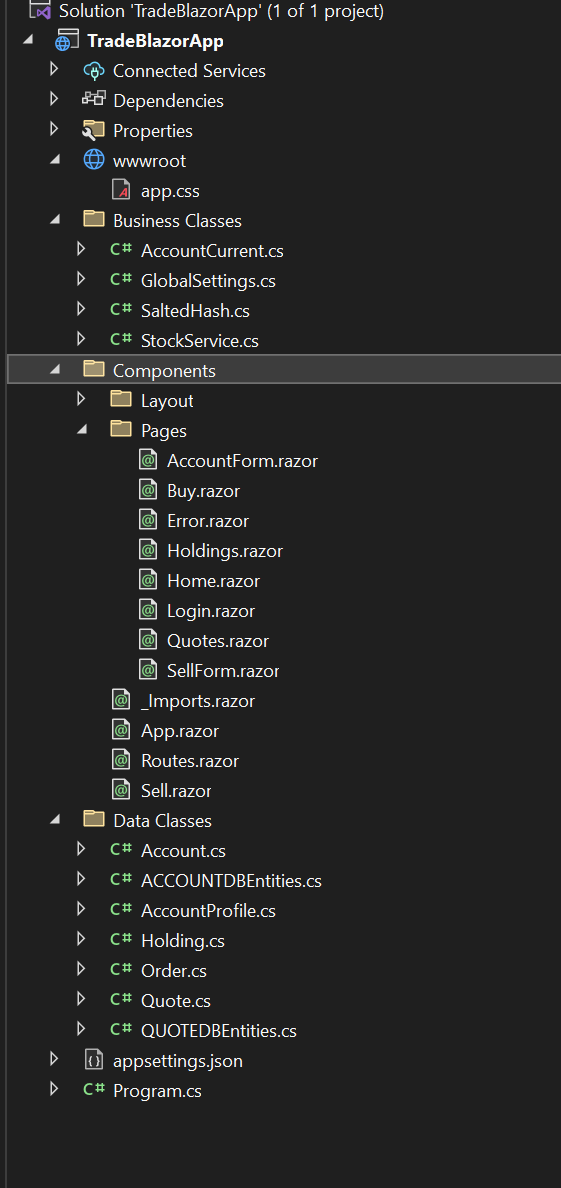 Solution 'TradeBlazorApp' (1 of 1 project)
TradeBlazorApp
Connected Services
Dependencies
Properties
wwwroot
app.css
Business Classes
C# AccountCurrent.cs
C# GlobalSettings.cs
C# SaltedHash.cs
C# StockService.cs
Components
Layout
Pages
@ AccountForm.razor
@ Buy.razor
@ Error.razor
@ Holdings.razor
@ Home.razor
@ Login.razor
@ Quotes.razor
@ SellForm.razor
@ _Imports.razor
@ App.razor
@ Routes.razor
@ Sell.razor
Data Classes
C# Account.cs
C# ACCOUNTDBEntities.cs
C# AccountProfile.cs
C# Holding.cs
C# Order.cs
C# Quote.cs
C# QUOTEDBEntities.cs
appsettings.json
C# Program.cs